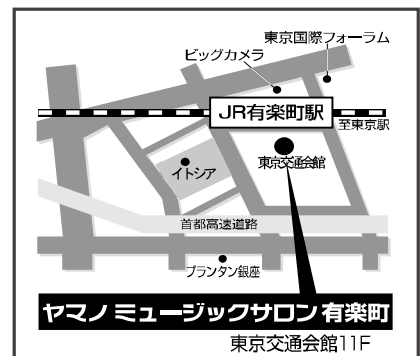 東京国際フォーラム
ビッグカメラ
JR有楽町駅
至東京駅
東京交通会館
イトシア
首都高速道路
プランタン銀座
ヤマノミュージックサロン有楽町
東京交通会館11F